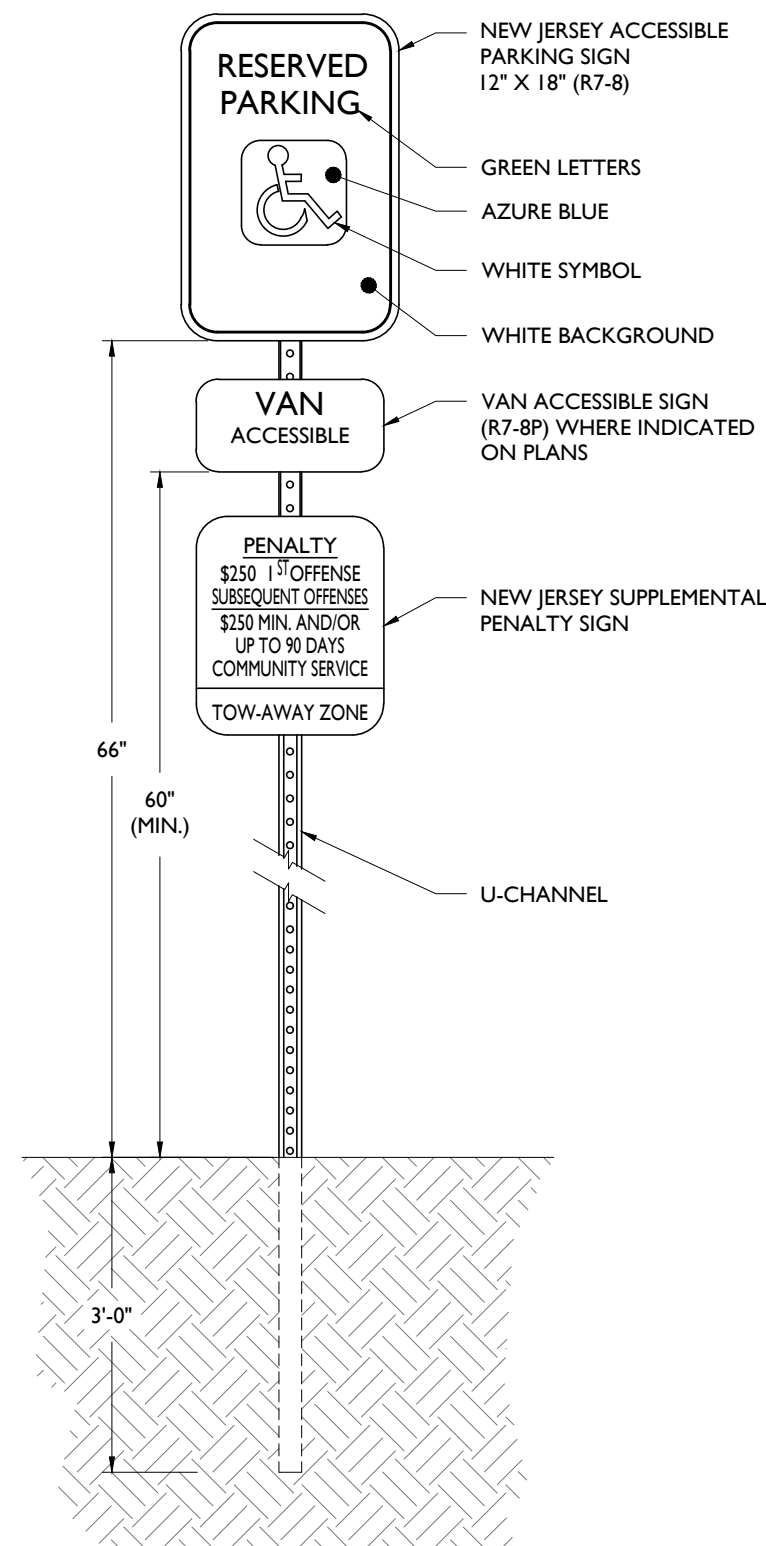 NEW JERSEY ACCESSIBLE
PARKING SIGN
12" X 18" (R7-8)
RESERVED
PARKING
GREEN LETTERS
AZURE BLUE
WHITE SYMBOL
WHITE BACKGROUND
VAN
ACCESSIBLE
VAN ACCESSIBLE SIGN
(R7-8P) WHERE INDICATED
ON PLANS
PENALTY
$250 1ST OFFENSE
SUBSEQUENT OFFENSES
$250 MIN. AND/OR
UP TO 90 DAYS
COMMUNITY SERVICE
TOW-AWAY ZONE
NEW JERSEY SUPPLEMENTAL
PENALTY SIGN
66"
60"
(MIN.)
U-CHANNEL
3'-0"